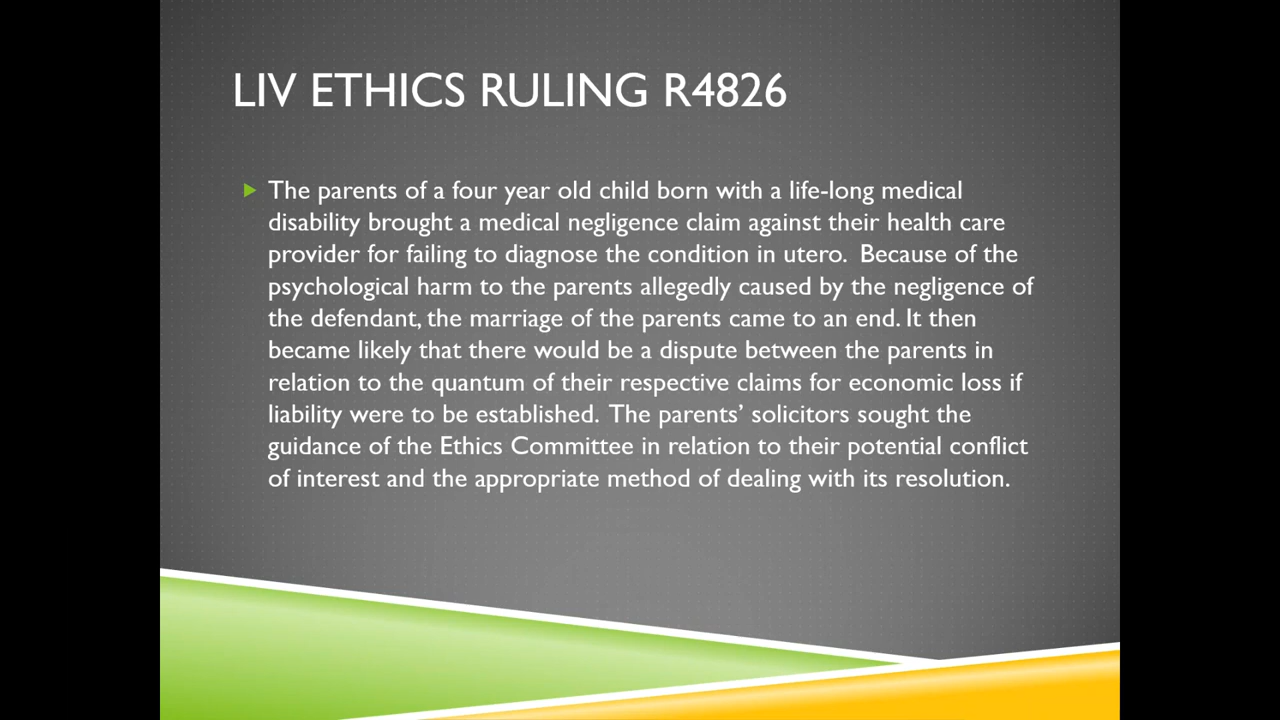 LIV ETHICS RULING R4826
The parents of a four year old child born with a life-long medical
disability brought a medical negligence claim against their health care
provider for failing to diagnose the condition in utero.  Because of the
psychological harm to the parents allegedly caused by the negligence of
the defendant, the marriage of the parents came to an end. It then
became likely that there would be a dispute between the parents in
relation to the quantum of their respective claims for economic loss if
liability were to be established.  The parents’ solicitors sought the
guidance of the Ethics Committee in relation to their potential conflict
of interest and the appropriate method of dealing with its resolution.